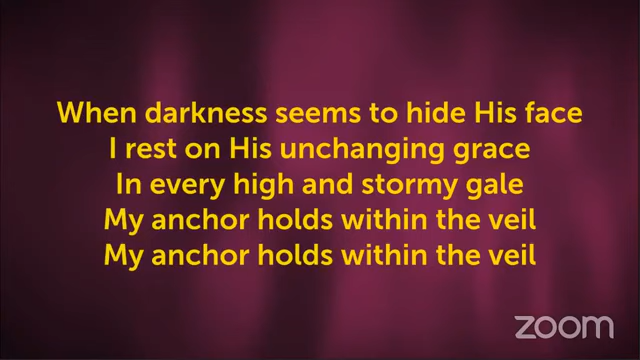 When darkness seems to hide His face
I rest on His unchanging grace
In every high and stormy gale
My anchor holds within the veil
My anchor holds within the veil
zoom